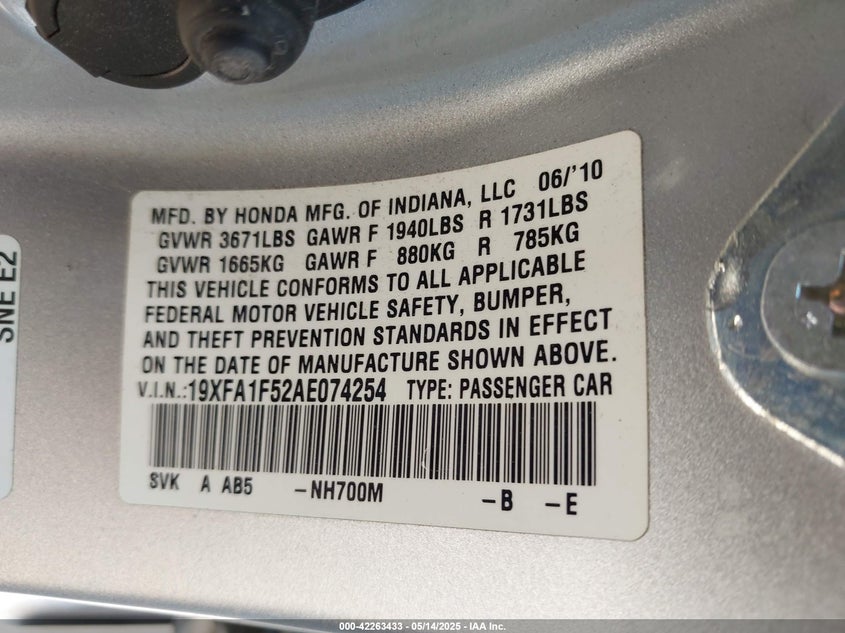 MFD. BY HONDA MFG. OF INDIANA, LLC 06/'10
GVWR 3671LBS GAWR F 1940LBS R 1731LBS
GVWR 1665KG GAWR F 880KG R 785KG
THIS VEHICLE CONFORMS TO ALL APPLICABLE
FEDERAL MOTOR VEHICLE SAFETY, BUMPER,
AND THEFT PREVENTION STANDARDS IN EFFECT
ON THE DATE OF MANUFACTURE SHOWN ABOVE.
V.I.N.:19XFA1F52AE074254 TYPE: PASSENGER CAR
SVK A AB5 -NH700M -B -E
SNE E2
000-42263433 - 05/14/2025 - IAA Inc.